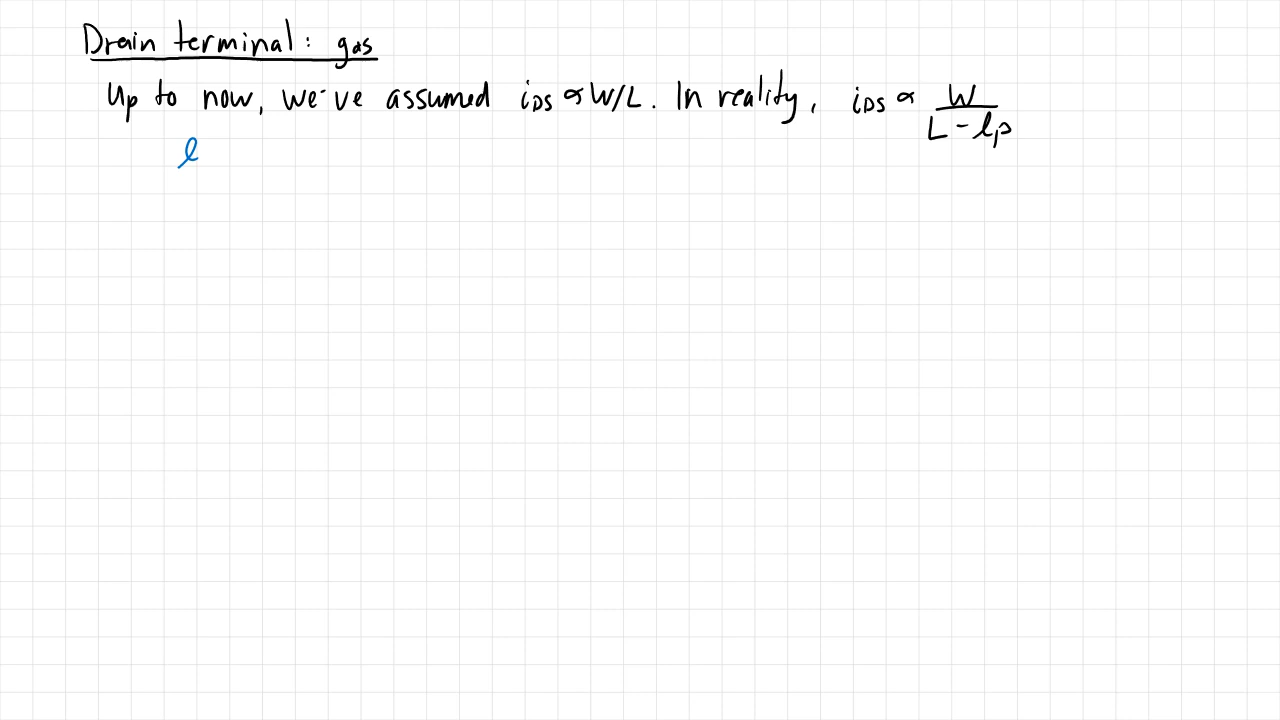 Drain terminal: gds
Up to now, we've assumed iDS ∝ W/L. In reality, iDS ∝ W / (L - lp)
l